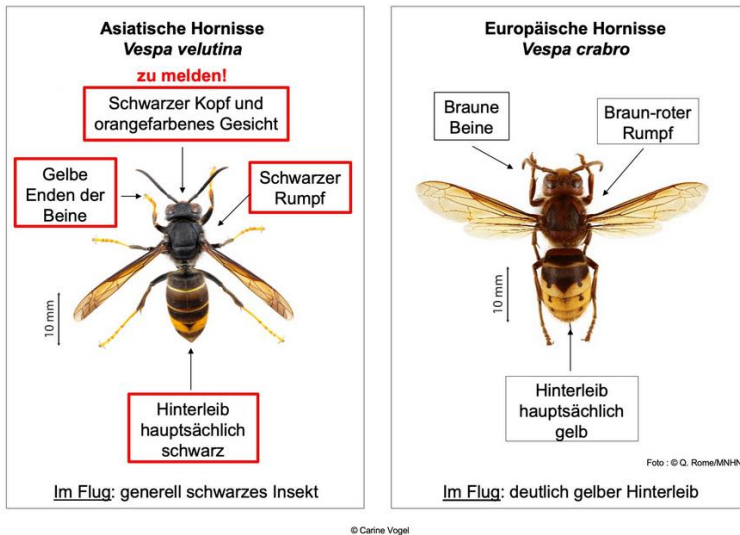 Asiatische Hornisse
Vespa velutina
zu melden!
Schwarzer Kopf und
orangefarbenes Gesicht
Gelbe
Enden der
Beine
Schwarzer
Rumpf
10 mm
Hinterleib
hauptsächlich
schwarz
Im Flug: generell schwarzes Insekt
Europäische Hornisse
Vespa crabro
Braune
Beine
Braun-roter
Rumpf
10 mm
Hinterleib
hauptsächlich
gelb
Foto : © Q. Rome/MNHN
Im Flug: deutlich gelber Hinterleib
© Carine Vogel